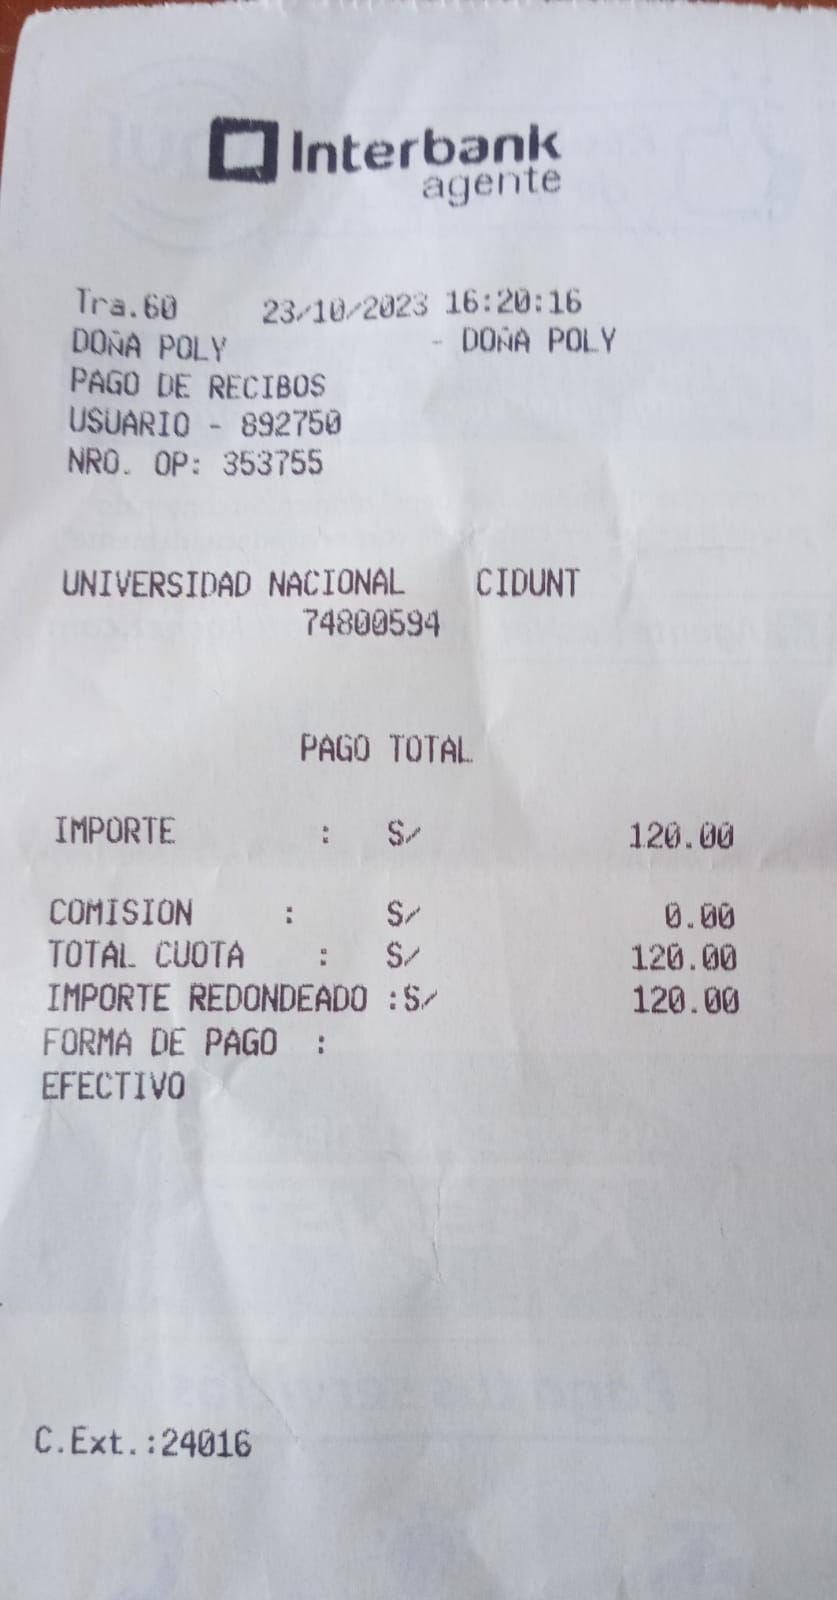 Interbank
agente
Tra.60 23/10/2023 16:20:16
DOÑA POLY - DOÑA POLY
PAGO DE RECIBOS
USUARIO - 892750
NRO. OP: 353755
UNIVERSIDAD NACIONAL CIDUNT
74800594
PAGO TOTAL
IMPORTE : S/ 120.00
COMISION : S/ 0.00
TOTAL CUOTA : S/ 120.00
IMPORTE REDONDEADO :S/ 120.00
FORMA DE PAGO :
EFECTIVO
C.Ext.:24016